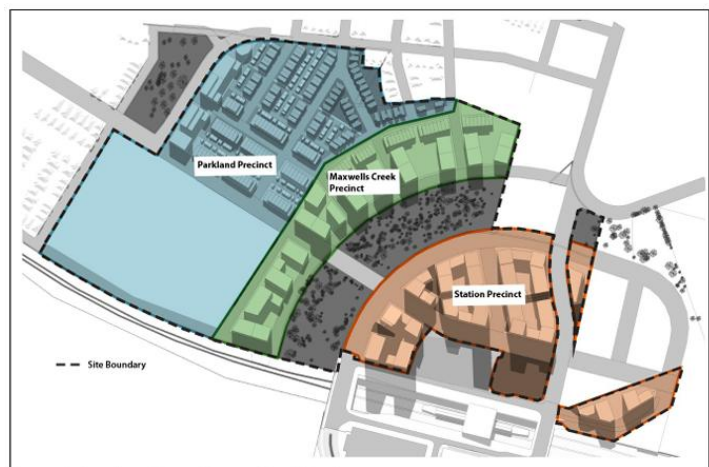 Parkland Precinct
Maxwells Creek
Precinct
Station Precinct
Site Boundary